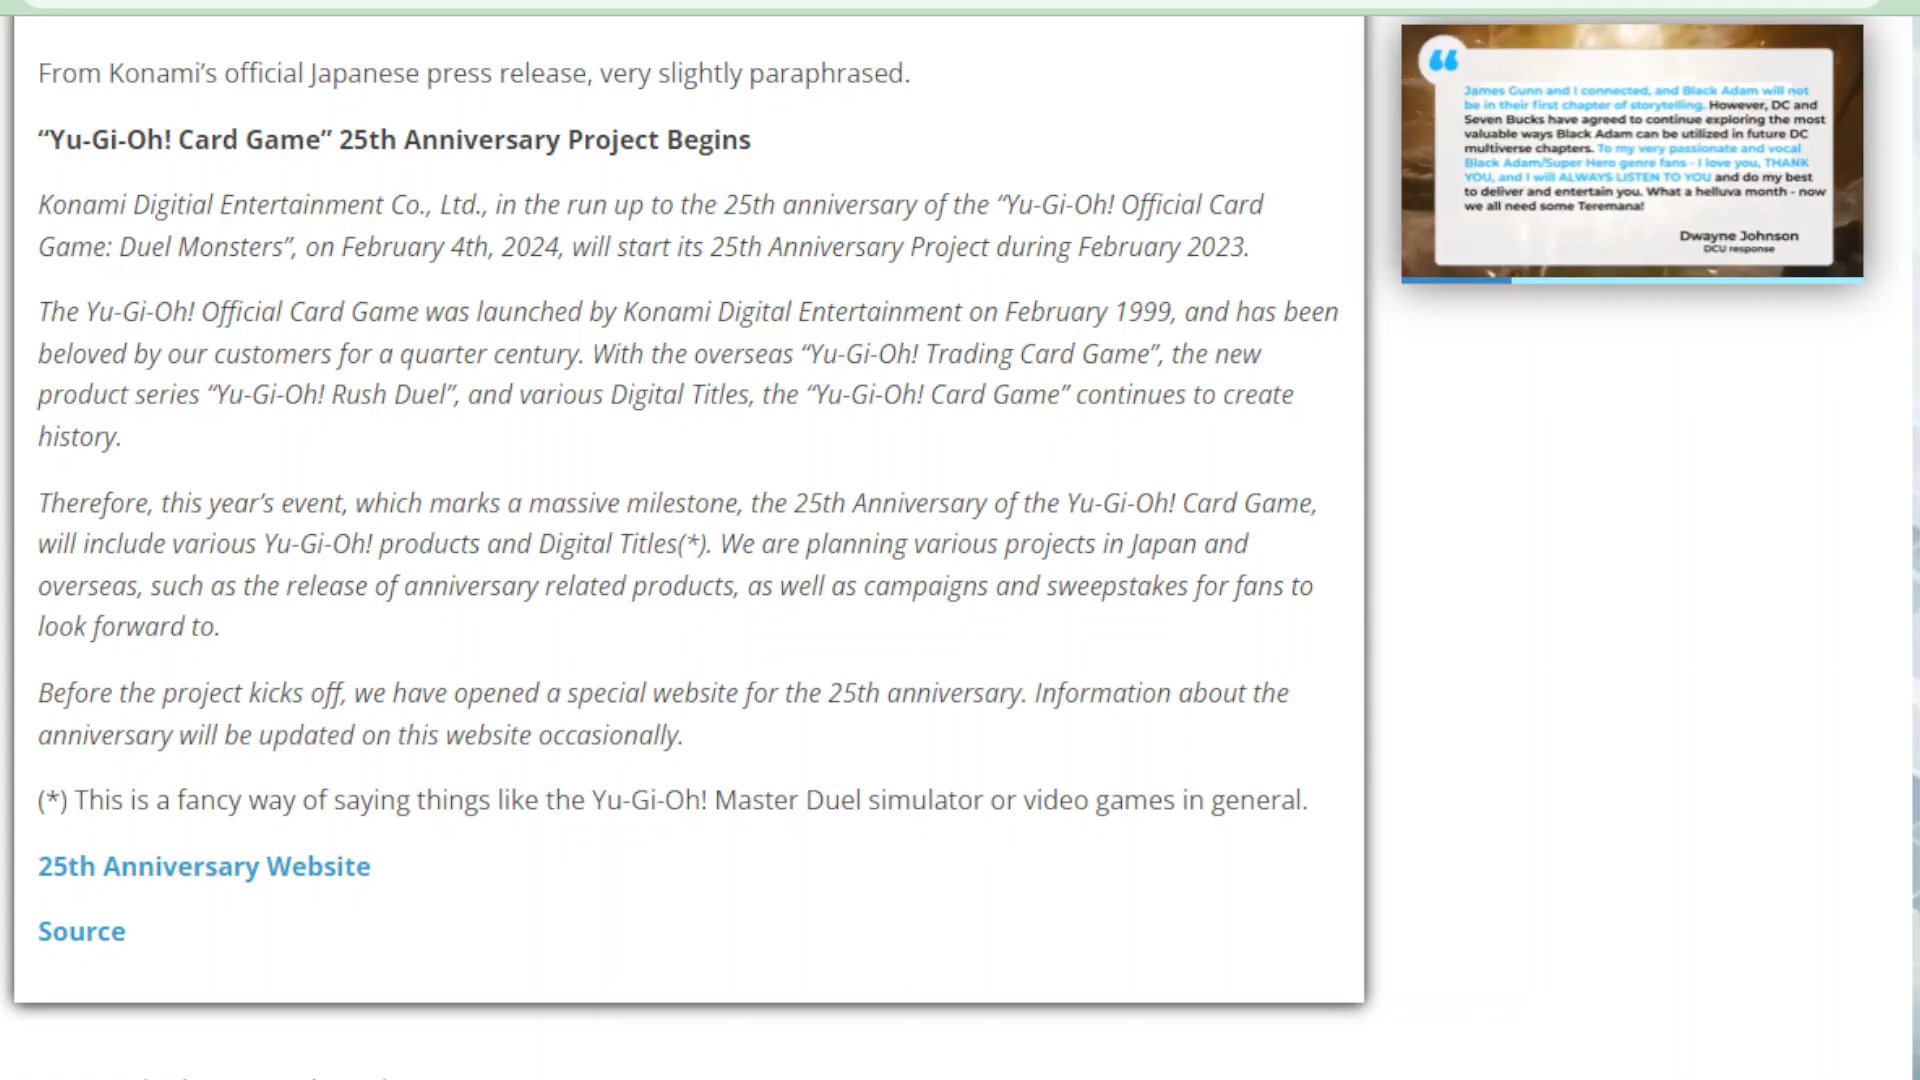 From Konami’s official Japanese press release, very slightly paraphrased.
“Yu-Gi-Oh! Card Game” 25th Anniversary Project Begins
Konami Digitial Entertainment Co., Ltd., in the run up to the 25th anniversary of the “Yu-Gi-Oh! Official Card
Game: Duel Monsters”, on February 4th, 2024, will start its 25th Anniversary Project during February 2023.
The Yu-Gi-Oh! Official Card Game was launched by Konami Digital Entertainment on February 1999, and has been
beloved by our customers for a quarter century. With the overseas “Yu-Gi-Oh! Trading Card Game”, the new
product series “Yu-Gi-Oh! Rush Duel”, and various Digital Titles, the “Yu-Gi-Oh! Card Game” continues to create
history.
Therefore, this year’s event, which marks a massive milestone, the 25th Anniversary of the Yu-Gi-Oh! Card Game,
will include various Yu-Gi-Oh! products and Digital Titles(*). We are planning various projects in Japan and
overseas, such as the release of anniversary related products, as well as campaigns and sweepstakes for fans to
look forward to.
Before the project kicks off, we have opened a special website for the 25th anniversary. Information about the
anniversary will be updated on this website occasionally.
(*) This is a fancy way of saying things like the Yu-Gi-Oh! Master Duel simulator or video games in general.
25th Anniversary Website
Source
“
James Gunn and I connected, and Black Adam will not
be in their first chapter of storytelling. However, DC and
Seven Bucks have agreed to continue exploring the most
valuable ways Black Adam can be utilized in future DC
multiverse chapters. To my very passionate and vocal
Black Adam/Super Hero genre fans - I love you, THANK
YOU, and I will ALWAYS LISTEN TO YOU and do my best
to deliver and entertain you. What a helluva month - now
we all need some Teremana!
Dwayne Johnson
DCU response